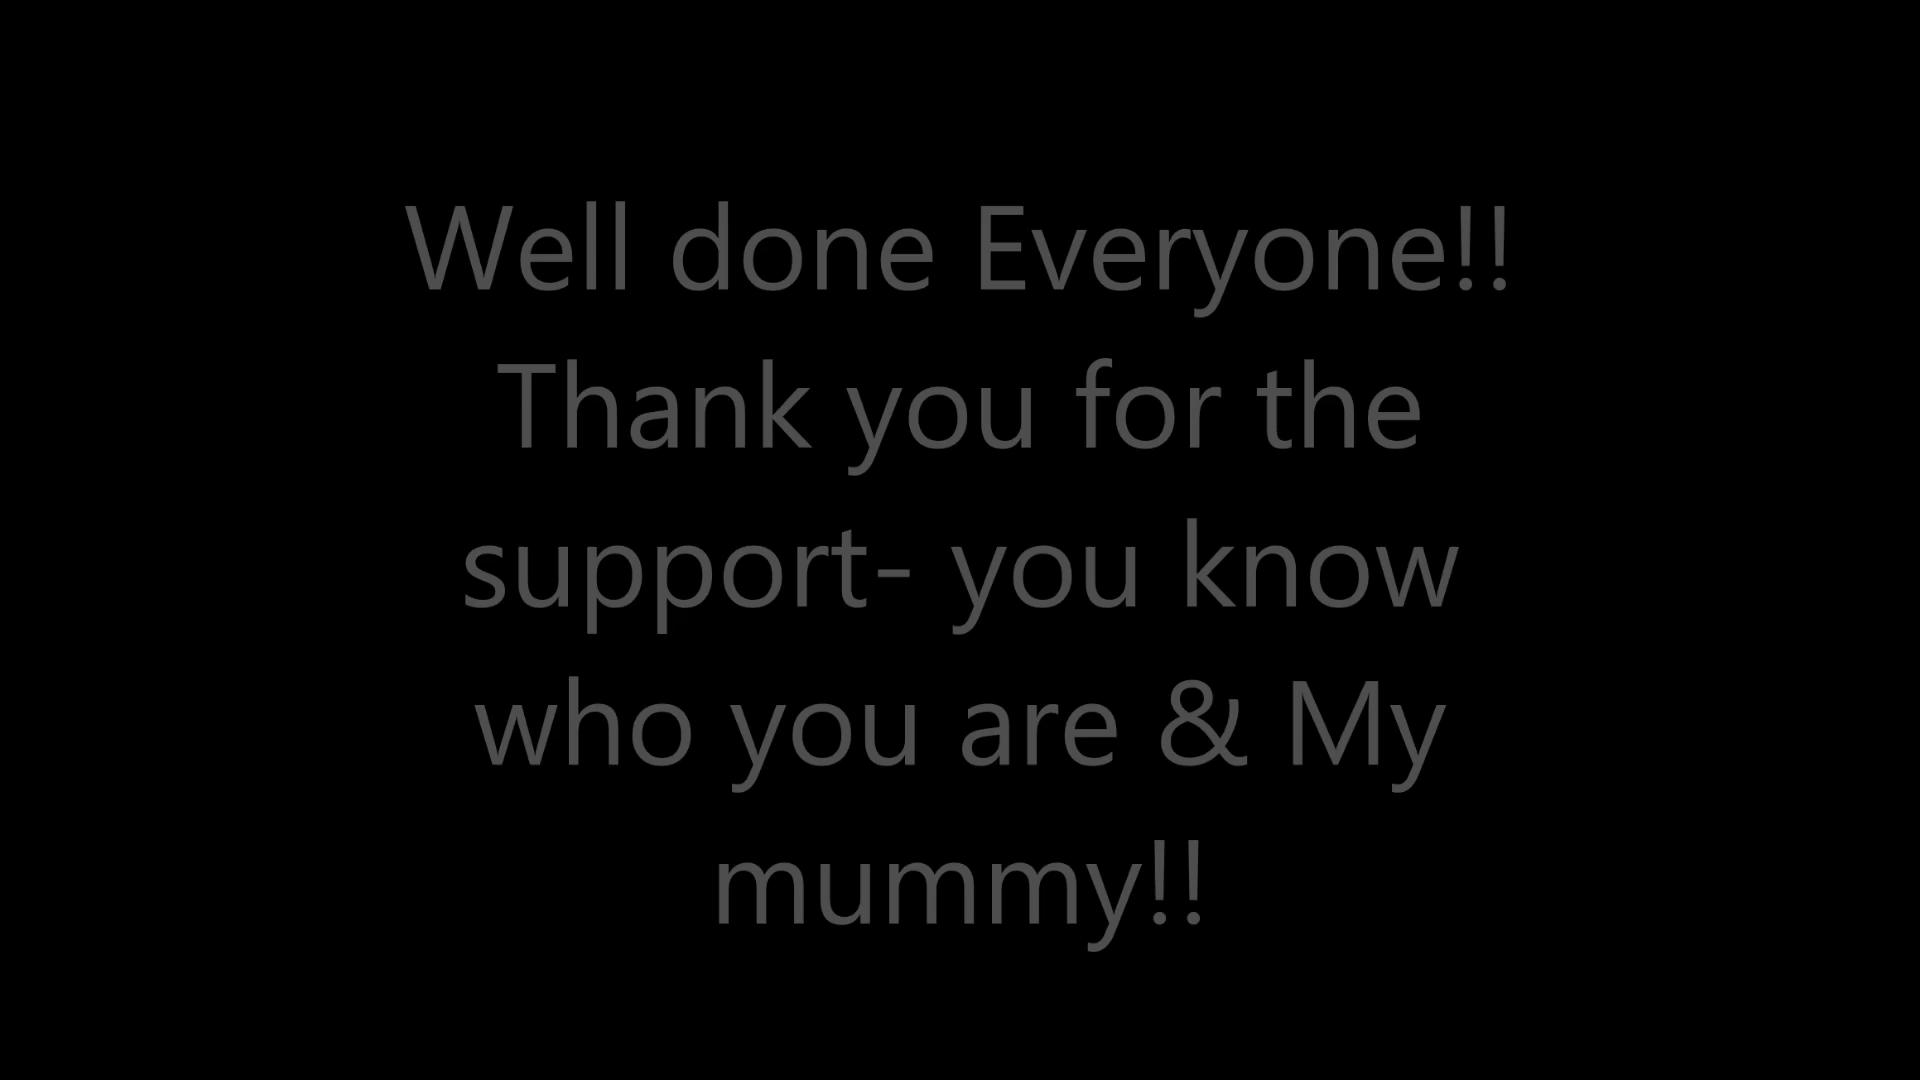 Well done Everyone!!
Thank you for the
support- you know
who you are & My
mummy!!